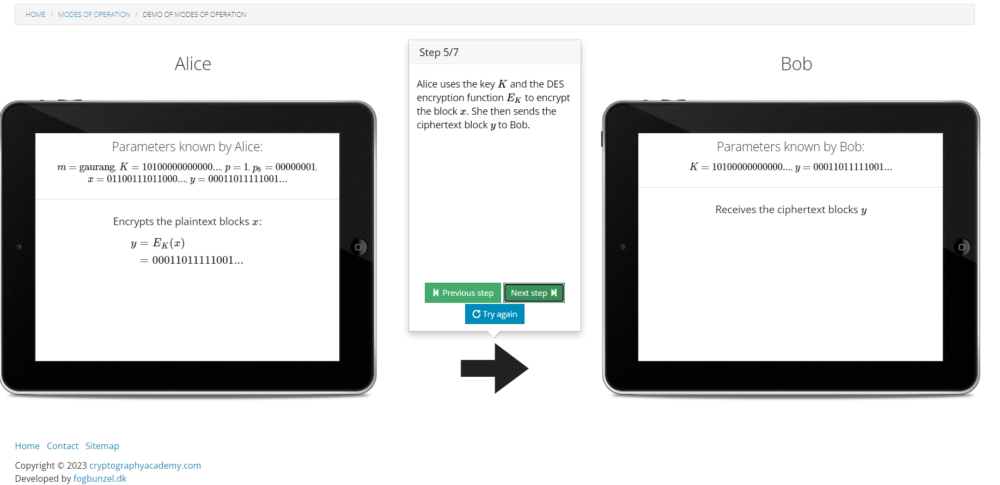 HOME / MODES OF OPERATION / DEMO OF MODES OF OPERATION
Alice
Parameters known by Alice:
m = gaurang, K = 10100000000000..., p = 1, p₈ = 00000001,
x = 01100111011000..., y = 00011011111001...
Encrypts the plaintext blocks x:
y = E_K(x)
= 00011011111001...
Step 5/7
Alice uses the key K and the DES
encryption function E_K to encrypt
the block x. She then sends the
ciphertext block y to Bob.
Previous step Next step
Try again
Bob
Parameters known by Bob:
K = 10100000000000..., y = 00011011111001...
Receives the ciphertext blocks y
Home Contact Sitemap
Copyright © 2023 cryptographyacademy.com
Developed by fogbunzel.dk